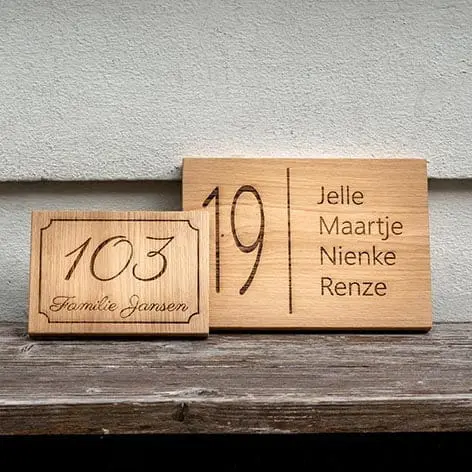 103
Familie Jansen
19
Jelle
Maartje
Nienke
Renze